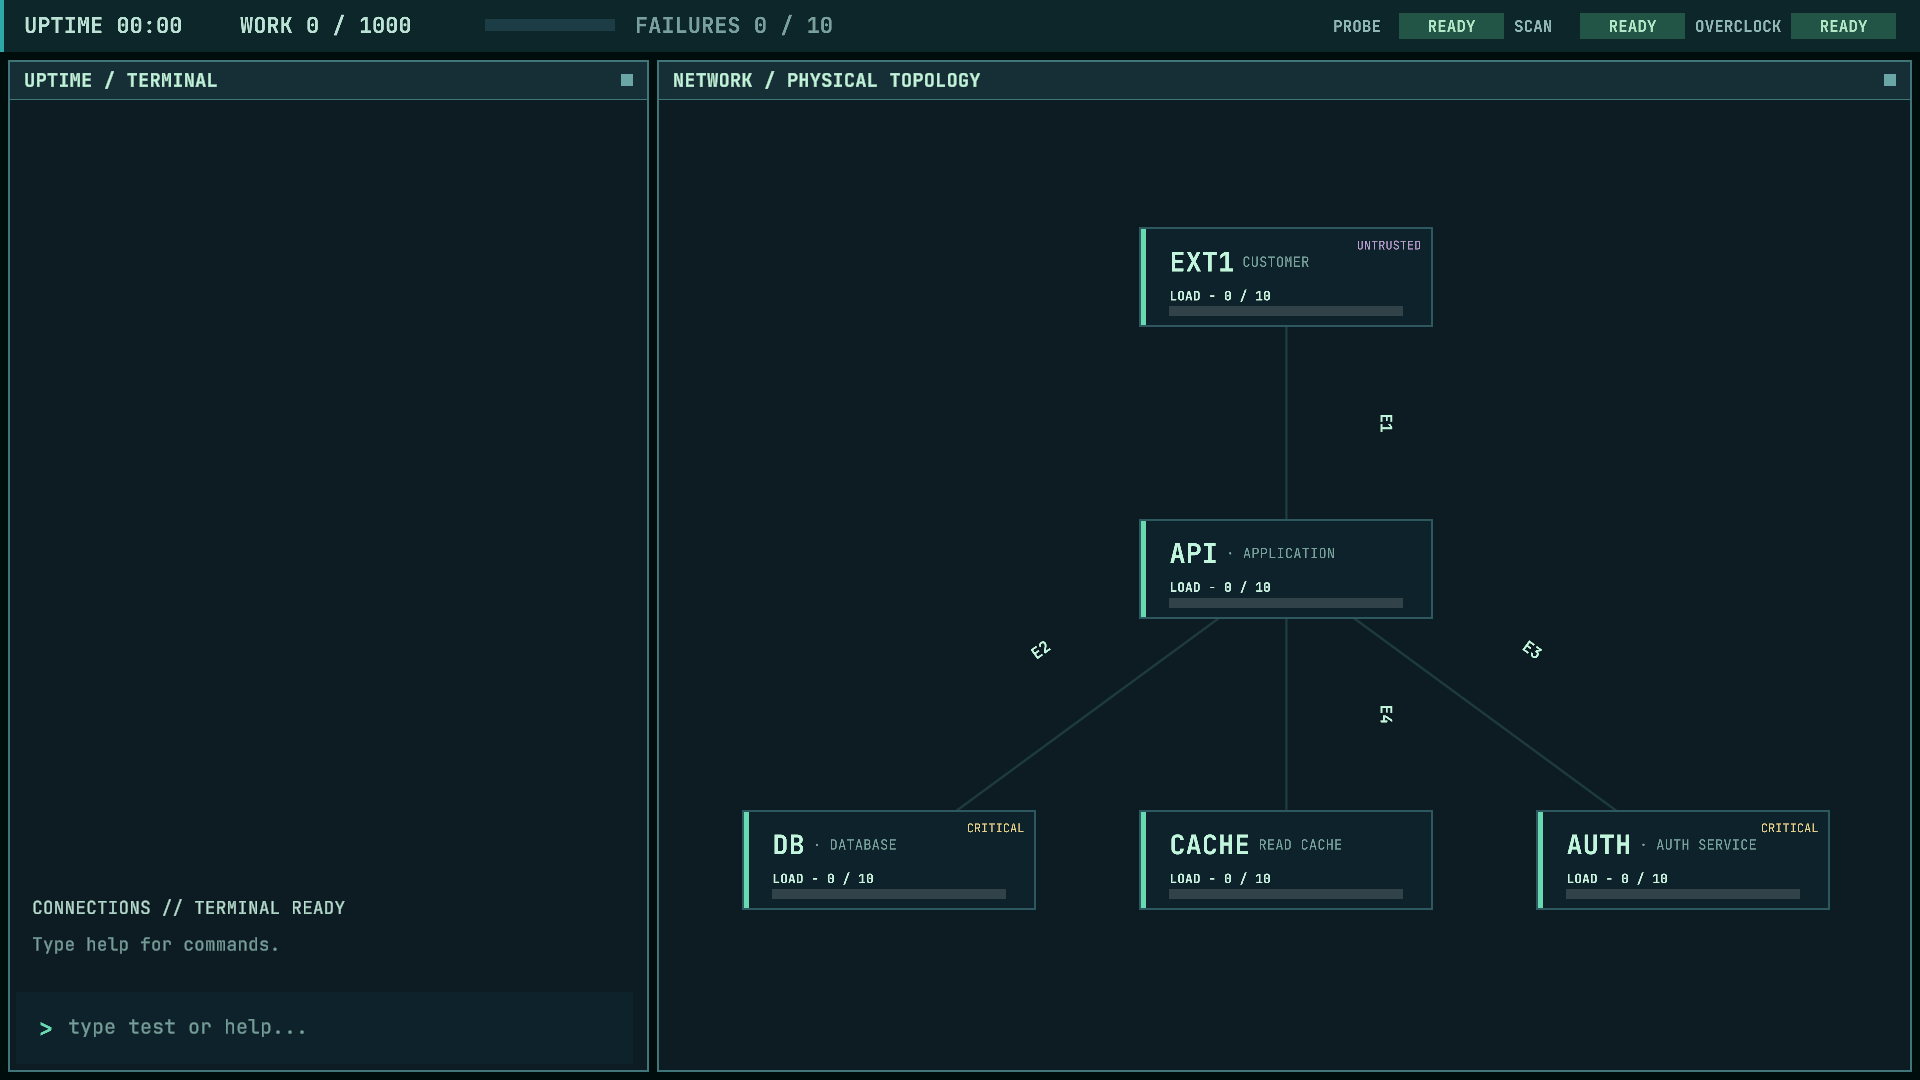 UPTIME 00:00 WORK 0 / 1000 FAILURES 0 / 10 PROBE READY SCAN READY OVERCLOCK READY
UPTIME / TERMINAL
NETWORK / PHYSICAL TOPOLOGY
UNTRUSTED
EXT1 CUSTOMER
LOAD - 0 / 10
E1
API · APPLICATION
LOAD - 0 / 10
E2
E3
E4
CRITICAL
DB · DATABASE
LOAD - 0 / 10
CACHE READ CACHE
LOAD - 0 / 10
CRITICAL
AUTH · AUTH SERVICE
LOAD - 0 / 10
CONNECTIONS // TERMINAL READY
Type help for commands.
> type test or help...